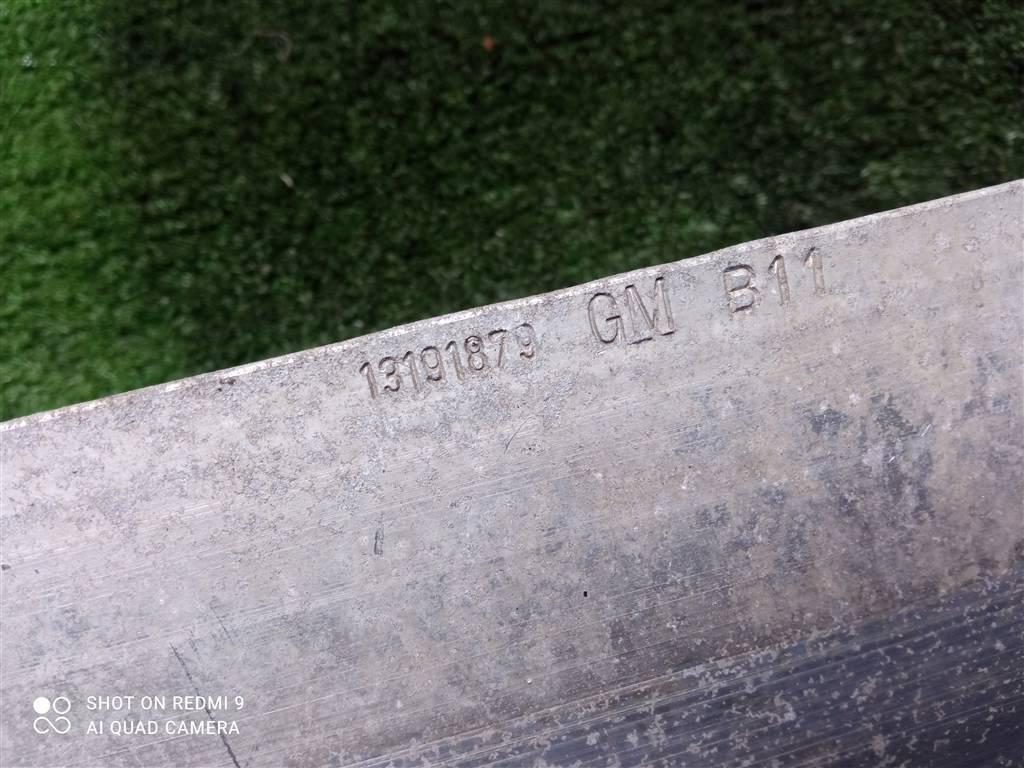 13191879 GM B11
SHOT ON REDMI 9
AI QUAD CAMERA